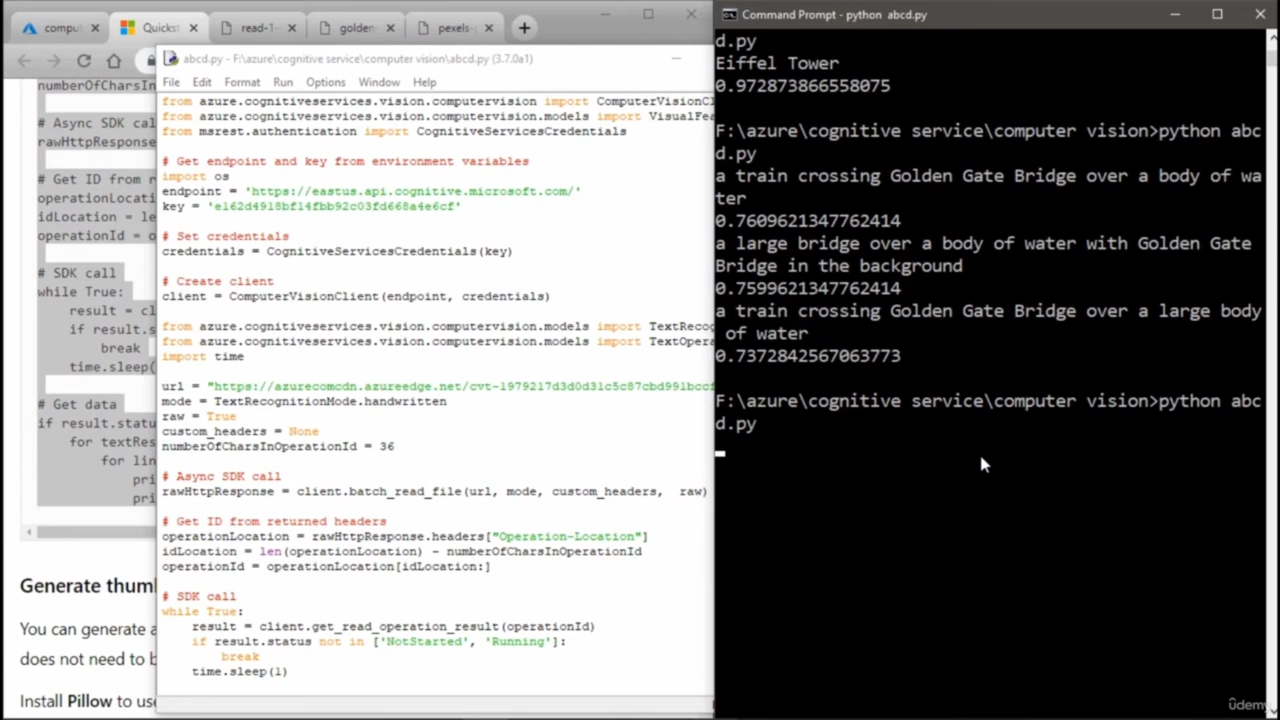 comput
Quickst
read-1-
golden
pexels-
numberOfCharsIn
# Async SDK cal
rawHttpResponse
# Get ID from r
operationLocati
idLocation = le
operationId = o
# SDK call
while True:
result = cl
if result.s
break
time.sleep(
# Get data
if result.statu
for textRes
for lin
pri
pri
Generate thum
You can generate a
does not need to b
Install Pillow to use
abcd.py - F:\azure\cognitive service\computer vision\abcd.py (3.7.0a1)
File Edit Format Run Options Window Help
from azure.cognitiveservices.vision.computervision import ComputerVisionCl
from azure.cognitiveservices.vision.computervision.models import VisualFea
from msrest.authentication import CognitiveServicesCredentials
# Get endpoint and key from environment variables
import os
endpoint = 'https://eastus.api.cognitive.microsoft.com/'
key = 'e162d4918bf14fbb92c03fd668a4e6cf'
# Set credentials
credentials = CognitiveServicesCredentials(key)
# Create client
client = ComputerVisionClient(endpoint, credentials)
from azure.cognitiveservices.vision.computervision.models import TextRecog
from azure.cognitiveservices.vision.computervision.models import TextOpera
import time
url = "https://azurecomcdn.azureedge.net/cvt-1979217d3d0d31c5c87cbd991bccf
mode = TextRecognitionMode.handwritten
raw = True
custom_headers = None
numberOfCharsInOperationId = 36
# Async SDK call
rawHttpResponse = client.batch_read_file(url, mode, custom_headers, raw)
# Get ID from returned headers
operationLocation = rawHttpResponse.headers["Operation-Location"]
idLocation = len(operationLocation) - numberOfCharsInOperationId
operationId = operationLocation[idLocation:]
# SDK call
while True:
result = client.get_read_operation_result(operationId)
if result.status not in ['NotStarted', 'Running']:
break
time.sleep(1)
Command Prompt - python abcd.py
d.py
Eiffel Tower
0.972873866558075
F:\azure\cognitive service\computer vision>python abc
d.py
a train crossing Golden Gate Bridge over a body of wa
ter
0.7609621347762414
a large bridge over a body of water with Golden Gate
Bridge in the background
0.7599621347762414
a train crossing Golden Gate Bridge over a large body
of water
0.7372842567063773
F:\azure\cognitive service\computer vision>python abc
d.py
ûdemy